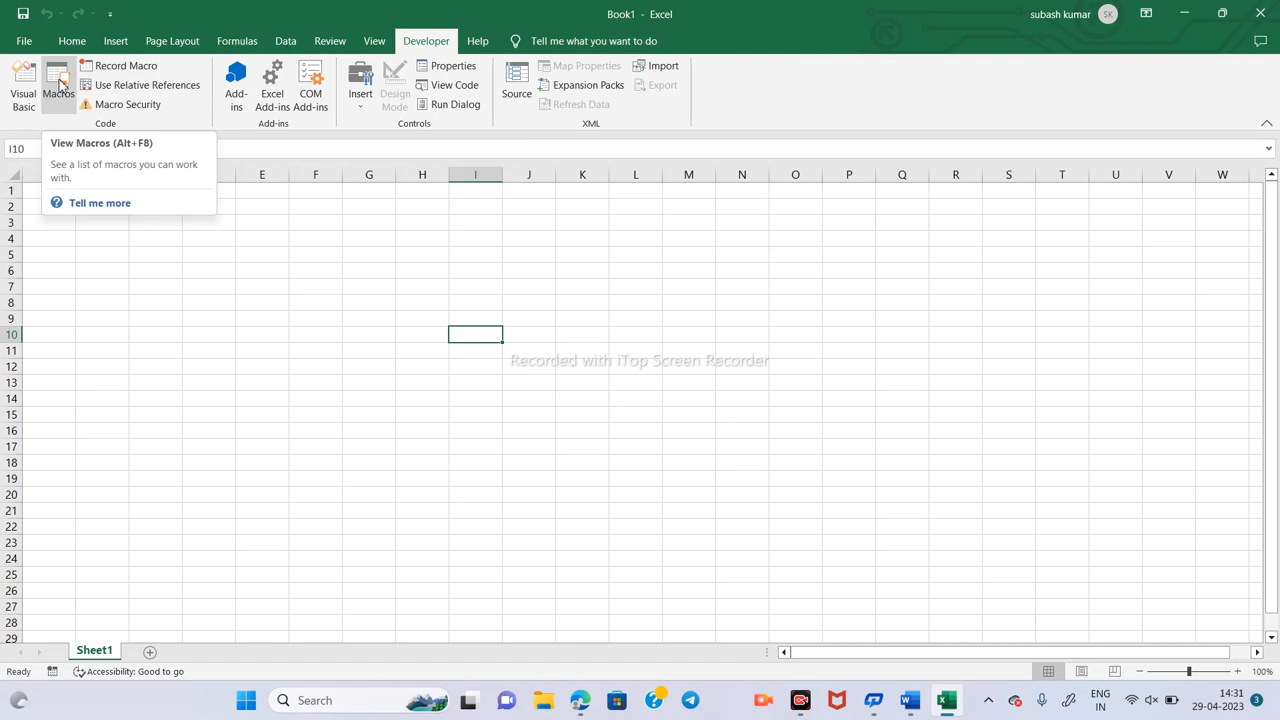 Book1 - Excel
subash kumar SK
File Home Insert Page Layout Formulas Data Review View Developer Help Tell me what you want to do
Visual Basic
Macros
Record Macro
Use Relative References
Macro Security
Code
Add-ins
Excel Add-ins
COM Add-ins
Add-ins
Insert
Design Mode
Properties
View Code
Run Dialog
Controls
Source
Map Properties
Expansion Packs
Refresh Data
Import
Export
XML
I10
View Macros (Alt+F8)
See a list of macros you can work
with.
Tell me more
E F G H I J K L M N O P Q R S T U V W
1
2
3
4
5
6
7
8
9
10
11
12
13
14
15
16
17
18
19
20
21
22
23
24
25
26
27
28
29
Recorded with iTop Screen Recorder
Sheet1
Ready Accessibility: Good to go 100%
Search
ENG
IN
14:31
29-04-2023
3